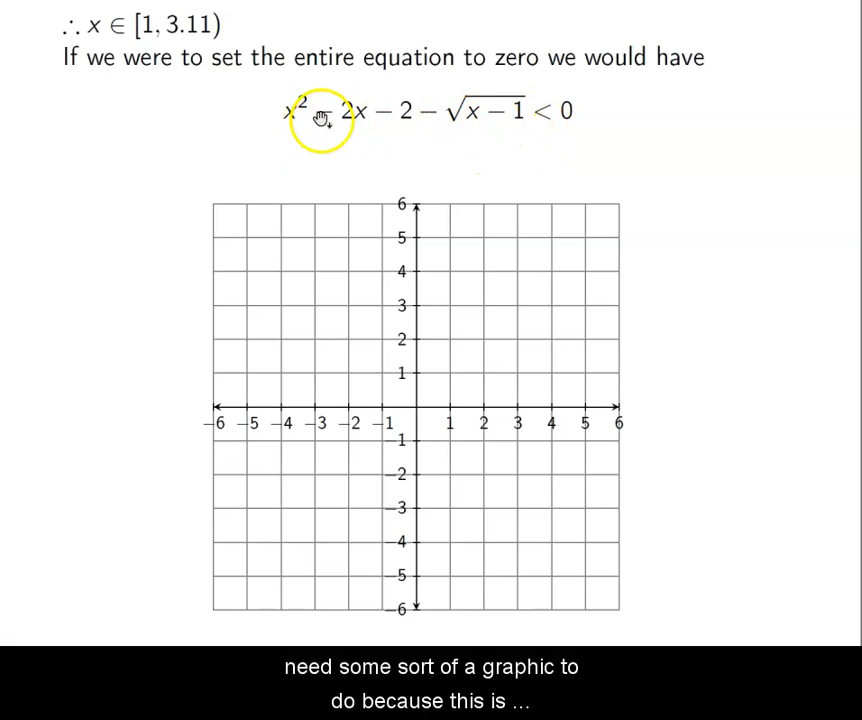 ∴ x ∈ [1, 3.11)
If we were to set the entire equation to zero we would have
x² − 2x − 2 − √(x − 1) < 0
6
5
4
3
2
1
−6 −5 −4 −3 −2 −1 1 2 3 4 5 6
−1
−2
−3
−4
−5
−6
need some sort of a graphic to
do because this is ...